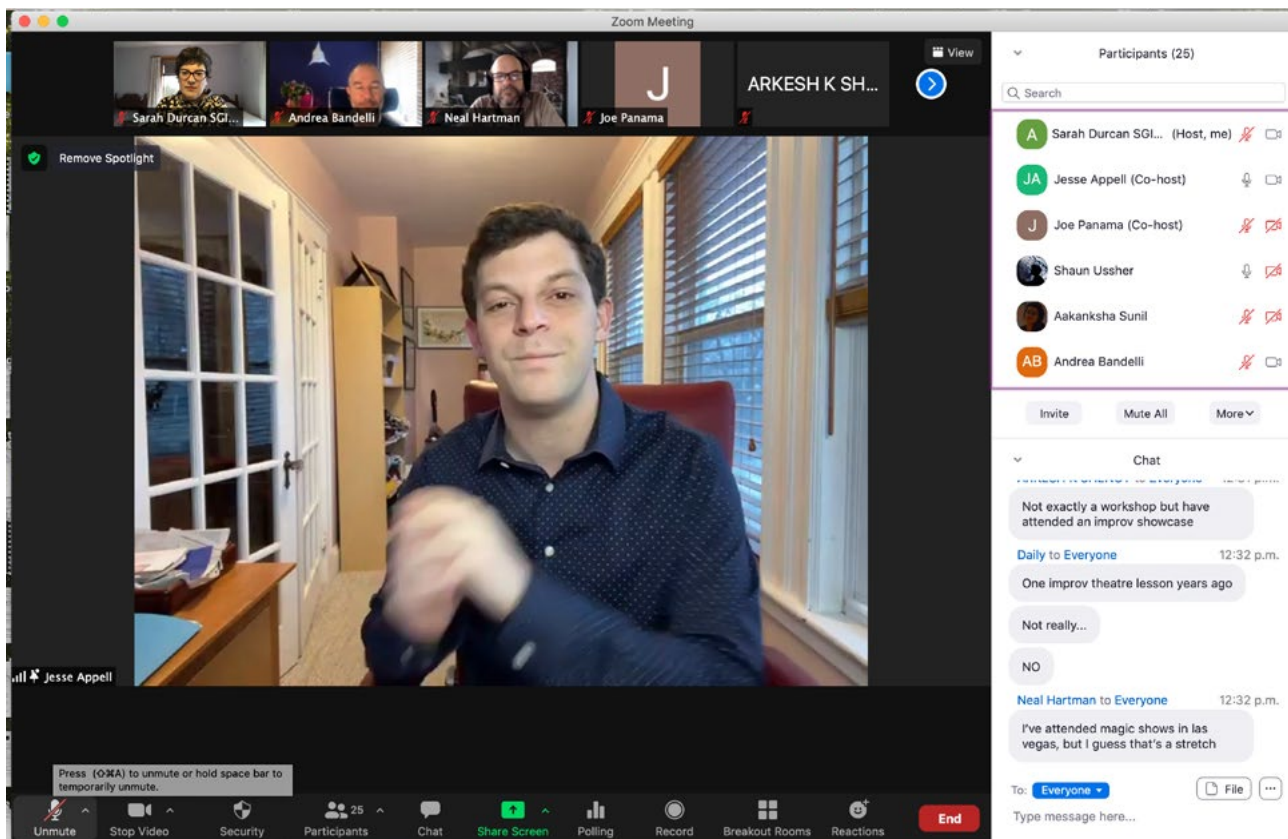 Zoom Meeting
Sarah Durcan SGI...
Andrea Bandelli
Neal Hartman
J
Joe Panama
ARKESH K SH...
View
Remove Spotlight
Jesse Appell
Press (⇧⌘A) to unmute or hold space bar to
temporarily unmute.
Unmute
Stop Video
Security
25
Participants
Chat
Share Screen
Polling
Record
Breakout Rooms
Reactions
End
Participants (25)
Search
A Sarah Durcan SGI... (Host, me)
JA Jesse Appell (Co-host)
J Joe Panama (Co-host)
Shaun Ussher
Aakanksha Sunil
AB Andrea Bandelli
Invite Mute All More
Chat
Everyone
Not exactly a workshop but have
attended an improv showcase
Daily to Everyone 12:32 p.m.
One improv theatre lesson years ago
Not really...
NO
Neal Hartman to Everyone 12:32 p.m.
I've attended magic shows in las
vegas, but I guess that's a stretch
To: Everyone File ...
Type message here...